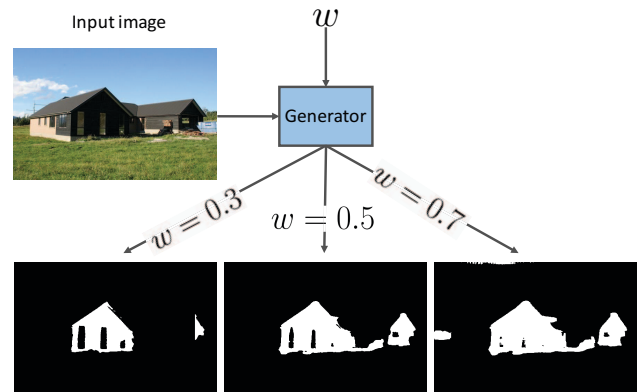 Input image
w
Generator
w = 0.3
w = 0.5
w = 0.7